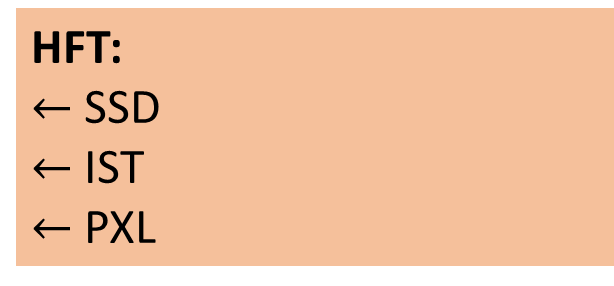 HFT:
← SSD
← IST
← PXL